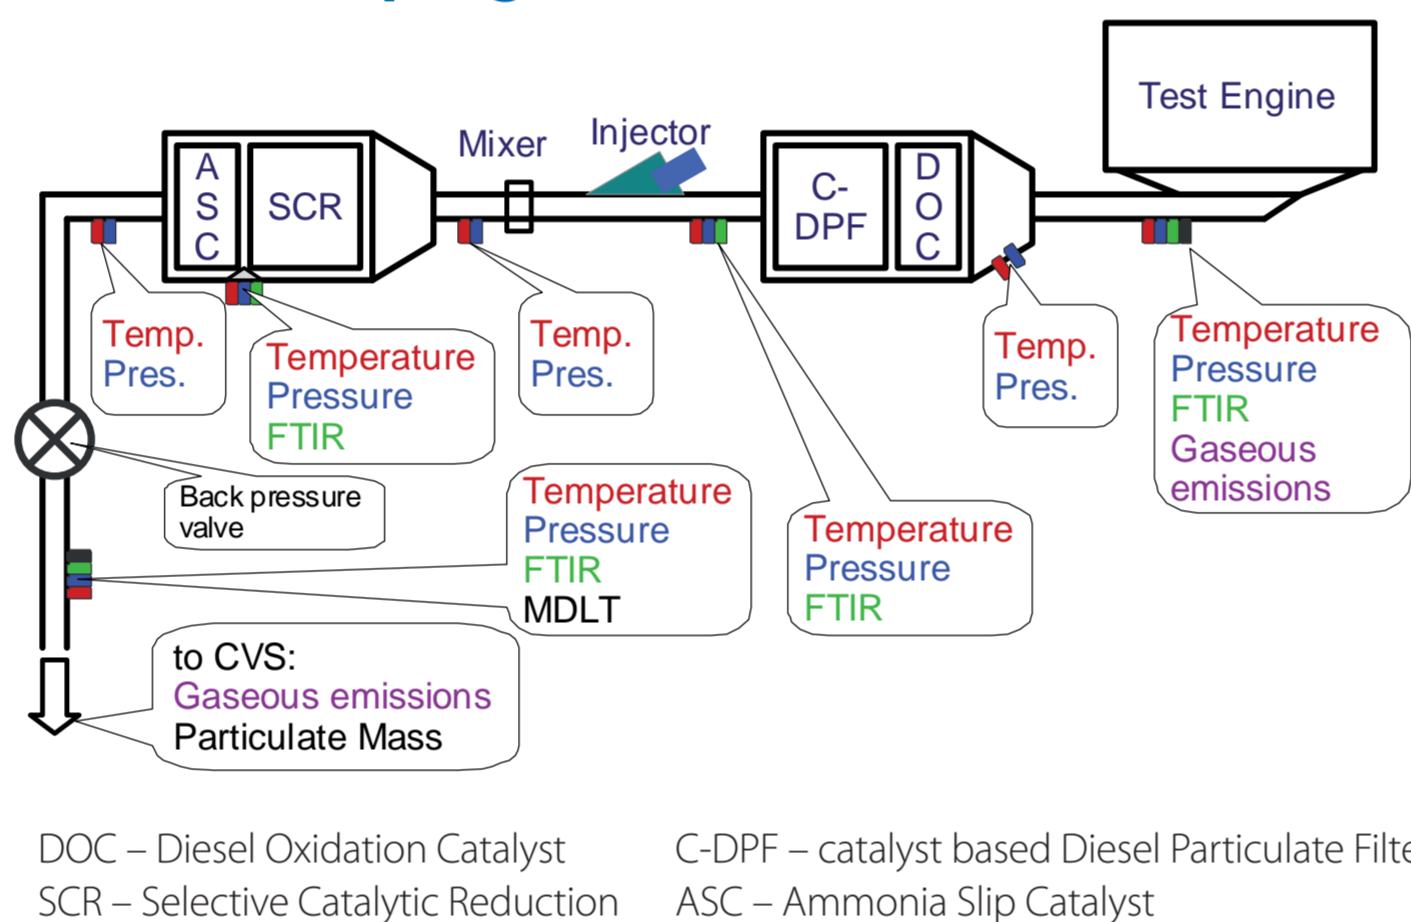 Test Engine
Injector
Mixer
A
S
C
SCR
C-
DPF
D
O
C
Temp.
Pres.
Temperature
Pressure
FTIR
Temp.
Pres.
Temp.
Pres.
Temperature
Pressure
FTIR
Gaseous
emissions
Back pressure
valve
Temperature
Pressure
FTIR
MDLT
Temperature
Pressure
FTIR
to CVS:
Gaseous emissions
Particulate Mass
DOC – Diesel Oxidation Catalyst
C-DPF – catalyst based Diesel Particulate Filte
SCR – Selective Catalytic Reduction
ASC – Ammonia Slip Catalyst